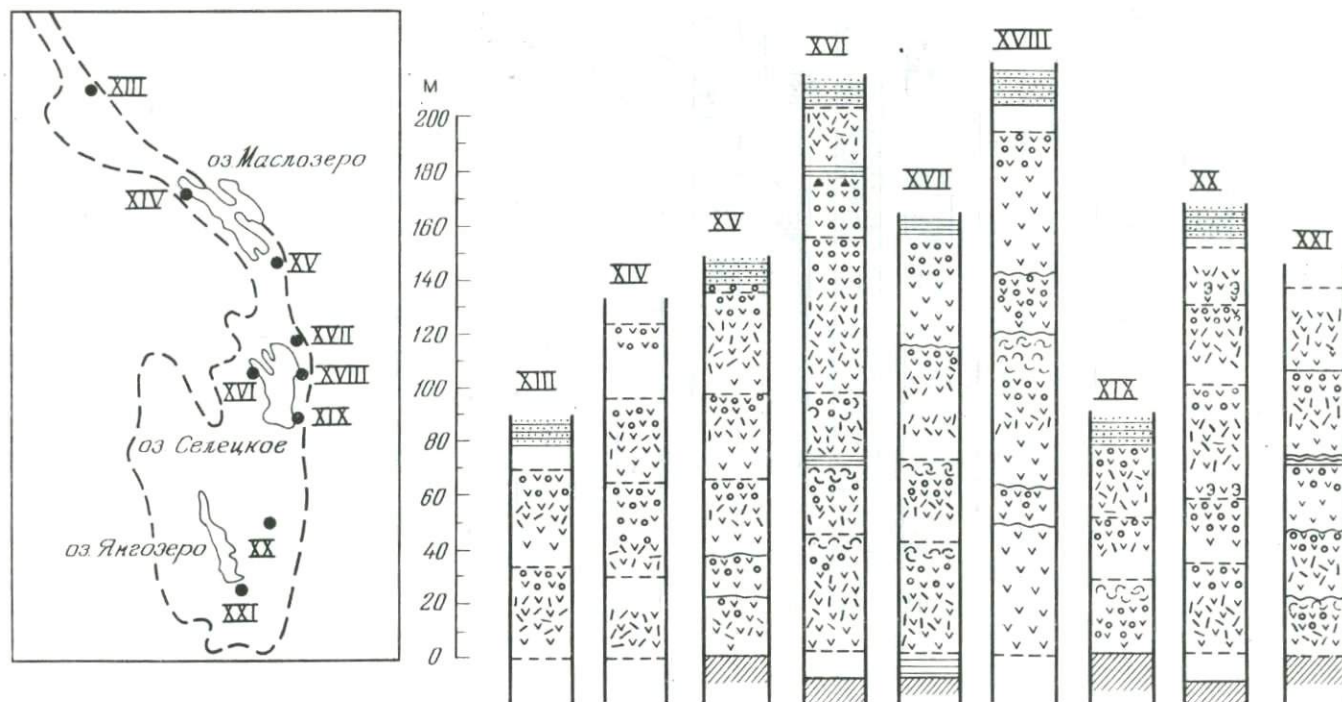 XIII
оз. Маслозеро
XIV
XV
XVII
XVI
XVIII
XIX
оз. Селецкое
оз. Янгозеро
XX
XXI
М
200
180
160
140
120
100
80
60
40
20
0
XIII
XIV
XV
XVI
XVII
XVIII
XIX
XX
XXI